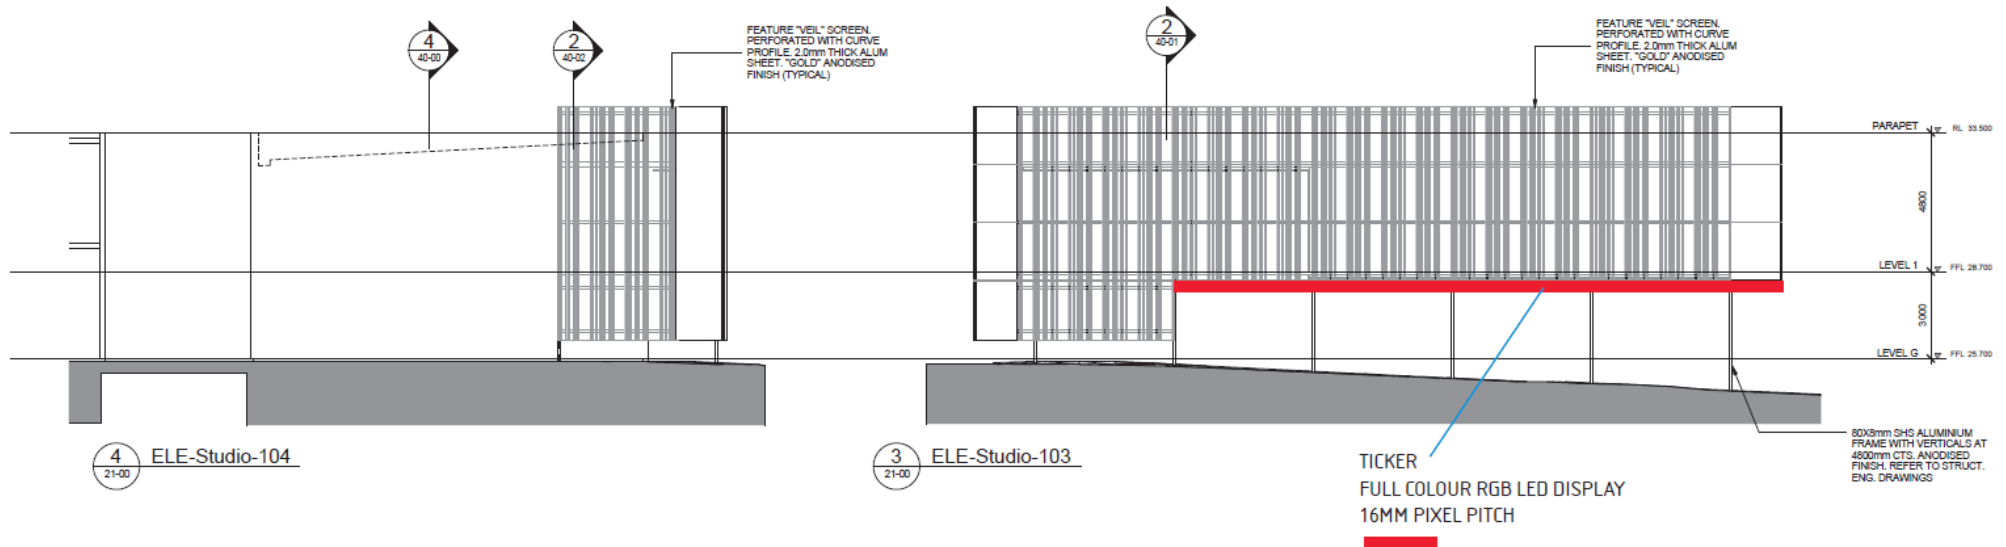 4
40-00
2
40-02
FEATURE "VEIL" SCREEN.
PERFORATED WITH CURVE
PROFILE. 2.0mm THICK ALUM
SHEET. "GOLD" ANODISED
FINISH (TYPICAL)
2
40-01
FEATURE "VEIL" SCREEN.
PERFORATED WITH CURVE
PROFILE. 2.0mm THICK ALUM
SHEET. "GOLD" ANODISED
FINISH (TYPICAL)
PARAPET RL 33.500
4800
LEVEL 1 FFL 28.700
3000
LEVEL G FFL 25.700
4
21-00
ELE-Studio-104
3
21-00
ELE-Studio-103
TICKER
FULL COLOUR RGB LED DISPLAY
16MM PIXEL PITCH
80X8mm SHS ALUMINIUM
FRAME WITH VERTICALS AT
4800mm CTS. ANODISED
FINISH. REFER TO STRUCT.
ENG. DRAWINGS